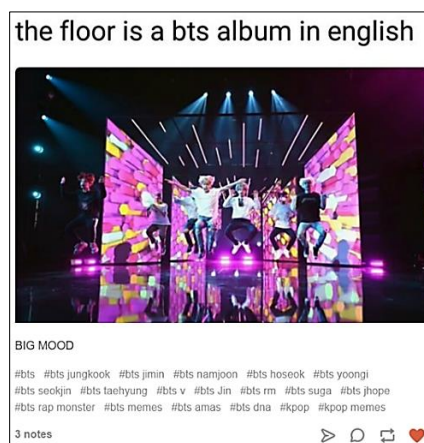 the floor is a bts album in english
BIG MOOD
#bts #bts jungkook #bts jimin #bts namjoon #bts hoseok #bts yoongi
#bts seokjin #bts taehyung #bts v #bts Jin #bts rm #bts suga #bts jhope
#bts rap monster #bts memes #bts amas #bts dna #kpop #kpop memes
3 notes